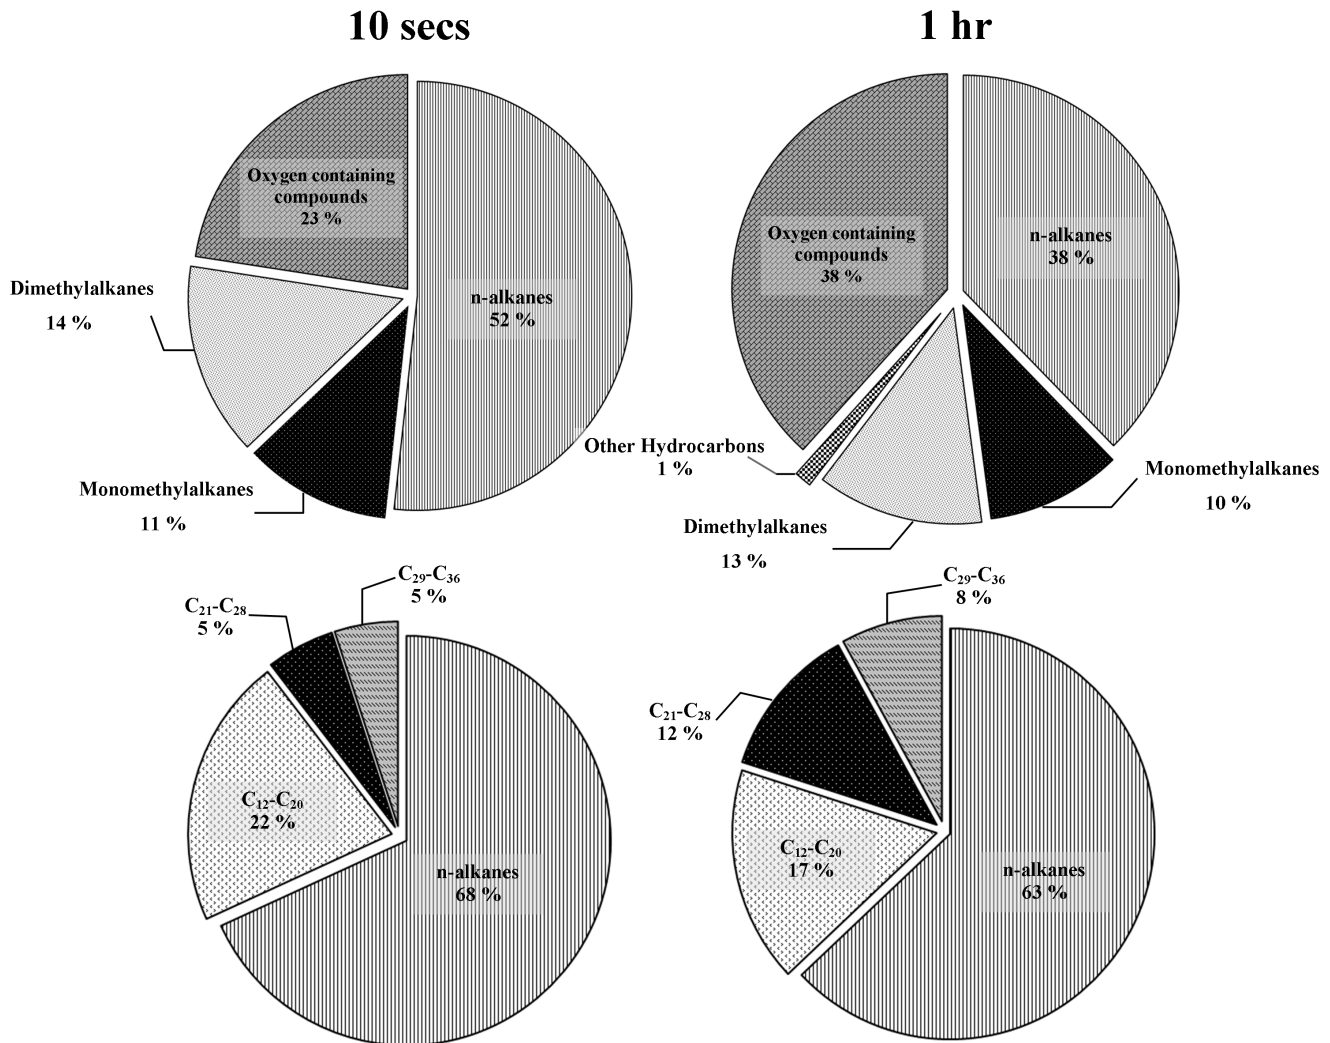 10 secs
1 hr
Oxygen containing
compounds
23 %
n-alkanes
52 %
Dimethylalkanes
14 %
Monomethylalkanes
11 %
Oxygen containing
compounds
38 %
n-alkanes
38 %
Other Hydrocarbons
1 %
Monomethylalkanes
10 %
Dimethylalkanes
13 %
C₂₉-C₃₆
5 %
C₂₁-C₂₈
5 %
C₁₂-C₂₀
22 %
n-alkanes
68 %
C₂₉-C₃₆
8 %
C₂₁-C₂₈
12 %
C₁₂-C₂₀
17 %
n-alkanes
63 %